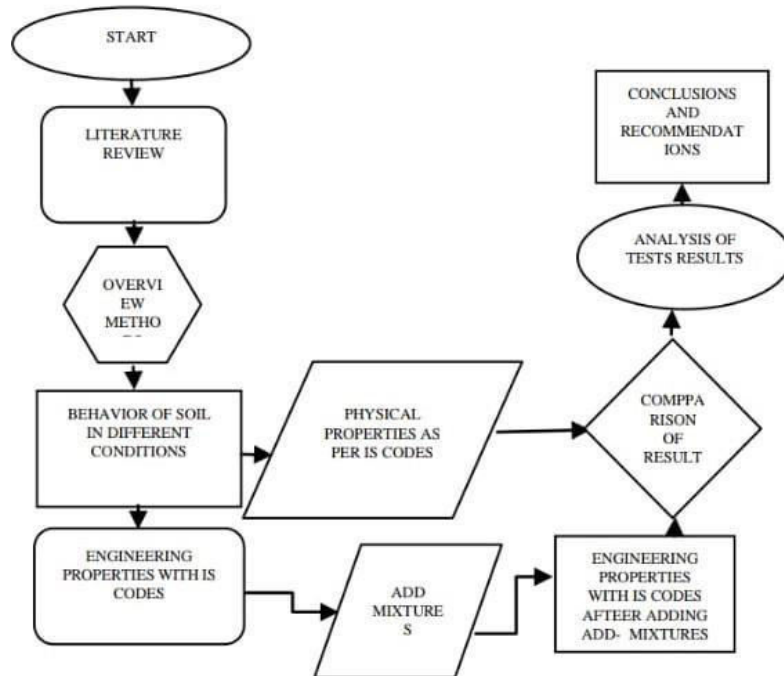 START
LITERATURE
REVIEW
OVERVI
EW
METHO
BEHAVIOR OF SOIL
IN DIFFERENT
CONDITIONS
PHYSICAL
PROPERTIES AS
PER IS CODES
ENGINEERING
PROPERTIES WITH IS
CODES
ADD
MIXTURE
S
ENGINEERING
PROPERTIES
WITH IS CODES
AFTEER ADDING
ADD- MIXTURES
COMPPA
RISON
OF
RESULT
ANALYSIS OF
TESTS RESULTS
CONCLUSIONS
AND
RECOMMENDAT
IONS